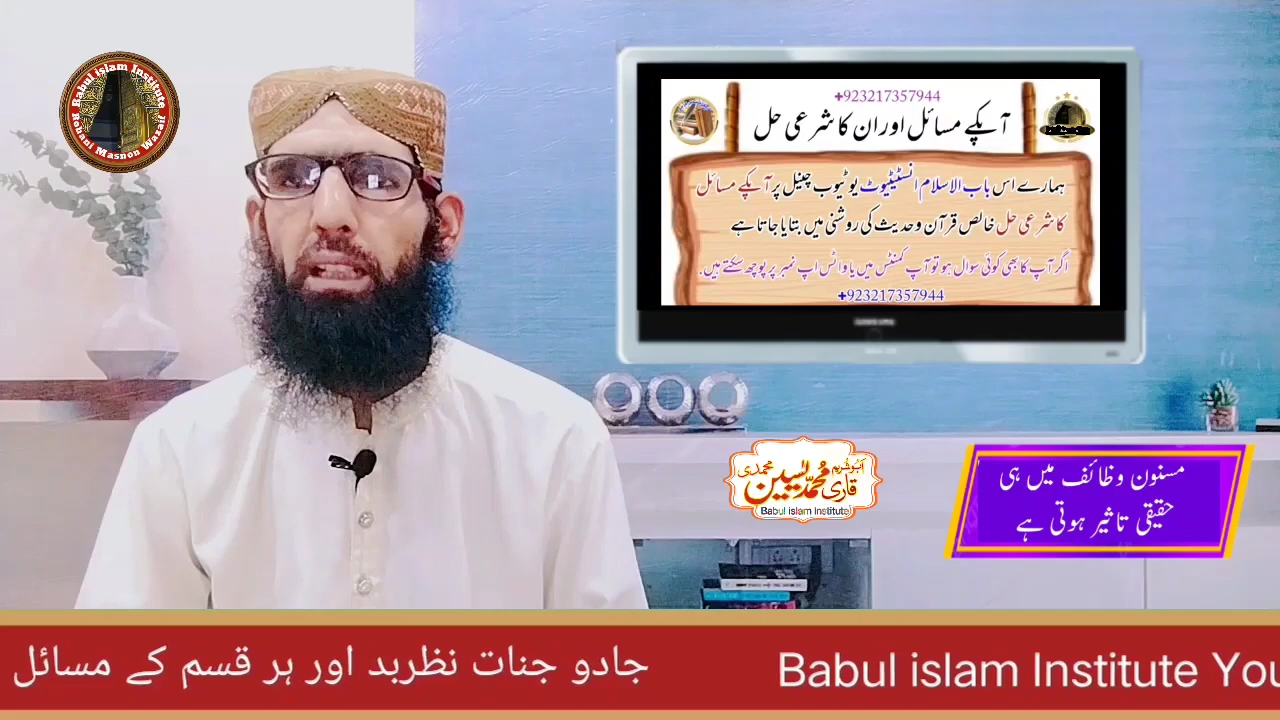 Babul islam Institute
Rohani Masnon Wazaif
+923217357944
آپکے مسائل اور ان کا شرعی حل
ہمارے اس باب الاسلام انسٹیٹیوٹ یوٹیوب چینل پر آپکے مسائل
کا شرعی حل خالص قرآن و حدیث کی روشنی میں بتایا جاتا ہے
اگر آپ کا بھی کوئی سوال ہو تو آپ کمنٹس میں یا واٹس اپ نمبر پر پوچھ سکتے ہیں.
+923217357944
قاری محمد یٰسین محمدی
Babul islam Institute
مسنون وظائف میں ہی
حقیقی تاثیر ہوتی ہے
جادو جنات نظربد اور ہر قسم کے مسائل
Babul islam Institute You